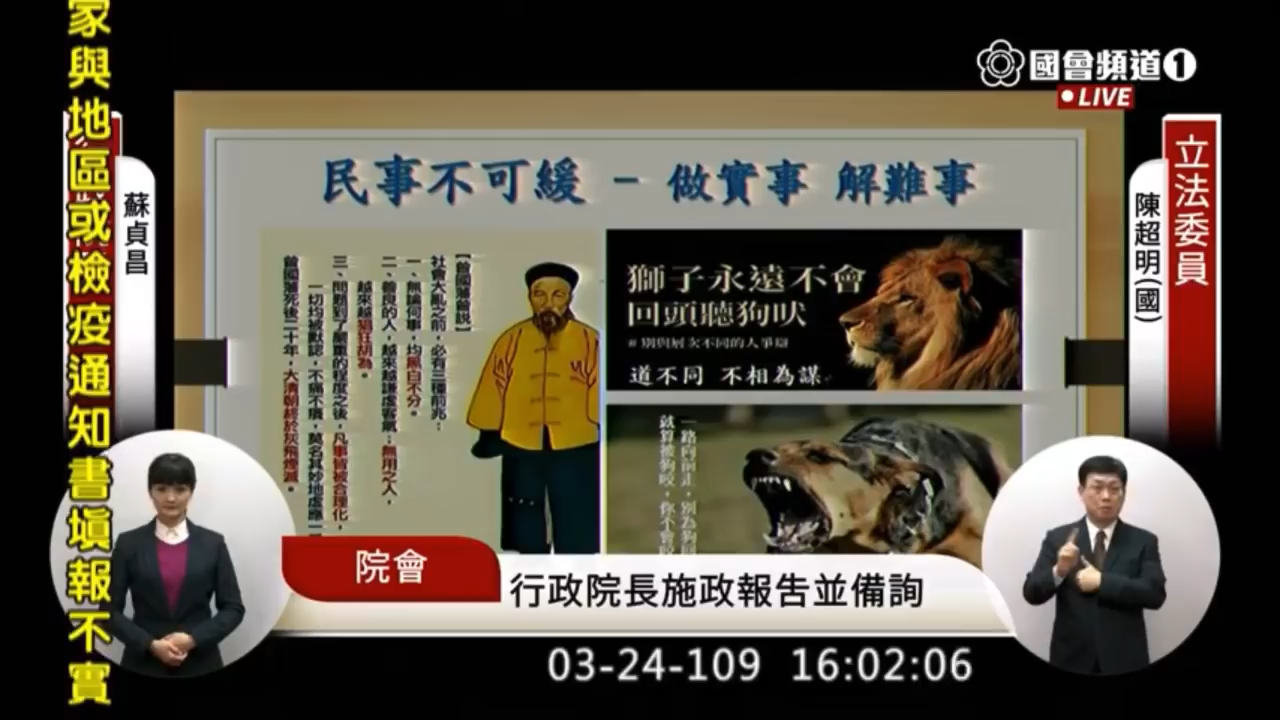 國會頻道1
LIVE
家與地區或檢疫通知書填報不實
蘇貞昌
立法委員
陳超明(國)
民事不可緩 - 做實事 解難事
【曾國藩說】
社會大亂之前，必有三種前兆：
一、無論何事，均黑白不分。
二、善良的人，越來越謙虛客氣；無用之人，
越來越猖狂胡為。
三、問題到了嚴重的程度之後，凡事皆被合理化，
一切均被默認，不痛不癢，莫名其妙地虛應一
曾國藩死後二十年，大清朝終於灰飛煙滅。
獅子永遠不會
回頭聽狗吠
#別與層次不同的人爭辯
道不同 不相為謀
一路向前走，別為狗
就算被狗咬，你不會
院會
行政院長施政報告並備詢
03-24-109 16:02:06